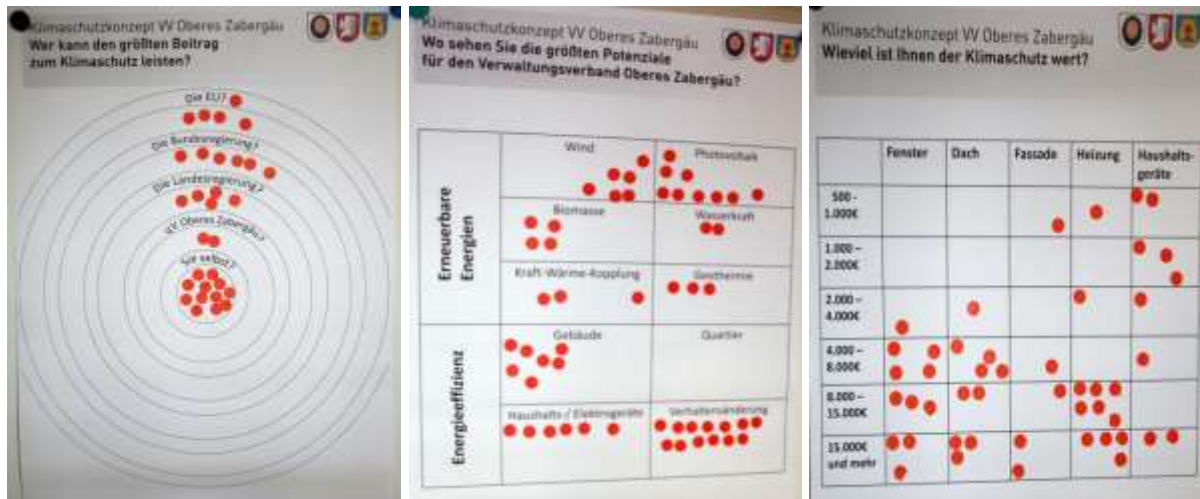 Klimaschutzkonzept VV Oberes Zabergäu
Wer kann den größten Beitrag
zum Klimaschutz leisten?
Die EU?
Die Bundesregierung?
Die Landesregierung?
VV Oberes Zabergäu?
Sie selbst?
Klimaschutzkonzept VV Oberes Zabergäu
Wo sehen Sie die größten Potenziale
für den Verwaltungsverband Oberes Zabergäu?
Erneuerbare
Energien
Wind
Photovoltaik
Biomasse
Wasserkraft
Kraft-Wärme-Kopplung
Geothermie
Energieeffizienz
Gebäude
Quartier
Haushalts-/ Elektrogeräte
Verhaltensänderung
Klimaschutzkonzept VV Oberes Zabergäu
Wieviel ist Ihnen der Klimaschutz wert?
Fenster Dach Fassade Heizung Haushalts-
geräte
500 -
1.000€
1.000 -
2.000€
2.000 -
4.000€
4.000 -
8.000€
8.000 -
15.000€
15.000€
und mehr